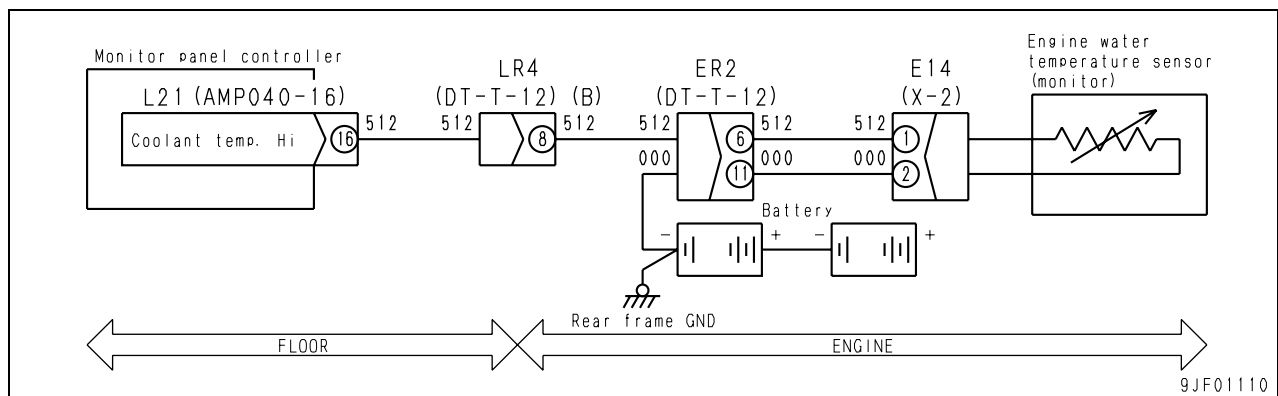 Monitor panel controller
L21 (AMP040-16)
Coolant temp. Hi
16
512
LR4
(DT-T-12) (B)
512
8
512
ER2
(DT-T-12)
512
000
6
11
512
000
E14
(X-2)
512
000
1
2
Engine water
temperature sensor
(monitor)
Battery
- + - +
Rear frame GND
FLOOR
ENGINE
9JF01110